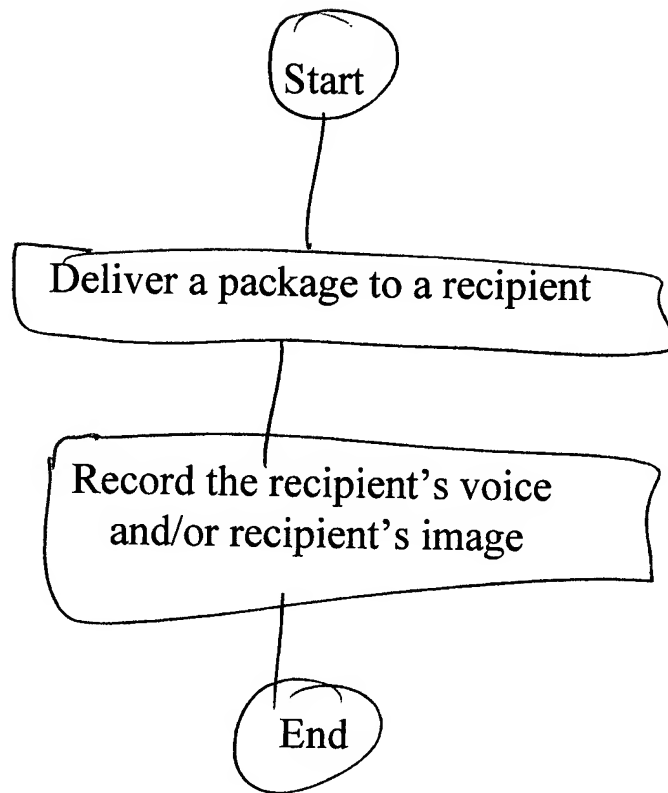 Start
Deliver a package to a recipient
Record the recipient's voice
and/or recipient's image
End